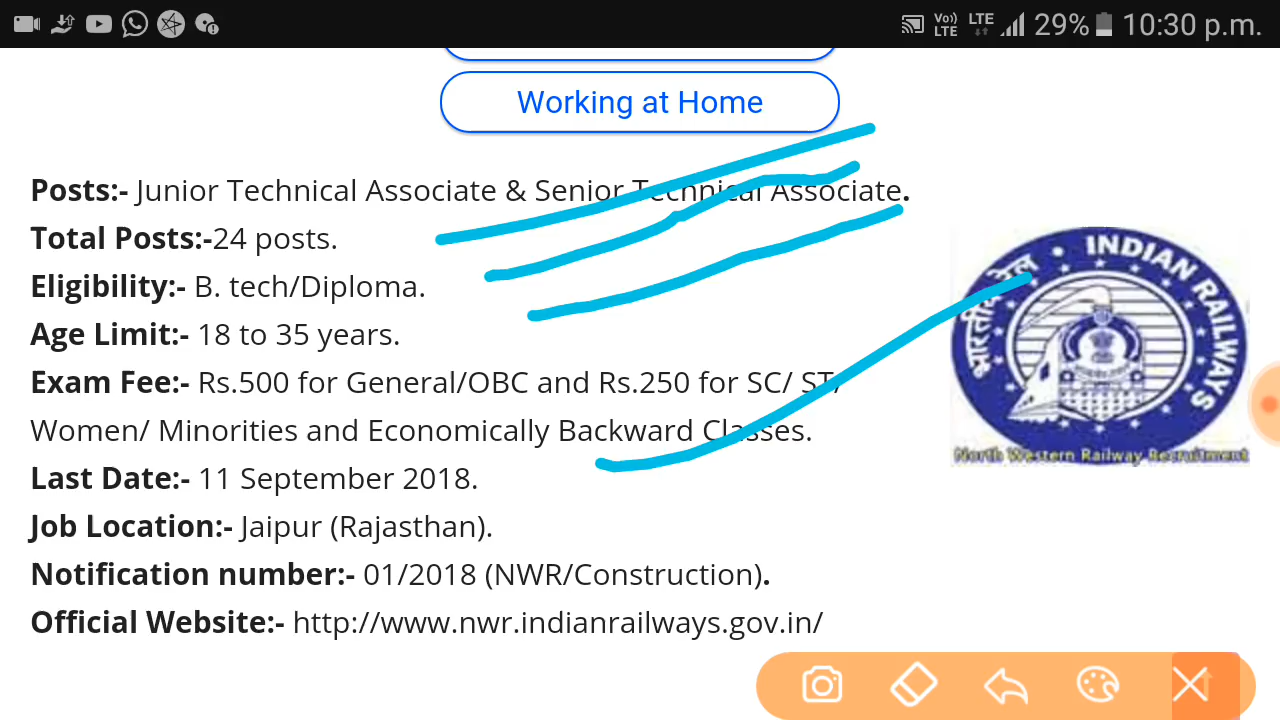 Vo)) LTE LTE 29% 10:30 p.m.
Working at Home
Posts:- Junior Technical Associate & Senior Technical Associate.
Total Posts:-24 posts.
Eligibility:- B. tech/Diploma.
Age Limit:- 18 to 35 years.
Exam Fee:- Rs.500 for General/OBC and Rs.250 for SC/ ST/
Women/ Minorities and Economically Backward Classes.
Last Date:- 11 September 2018.
Job Location:- Jaipur (Rajasthan).
Notification number:- 01/2018 (NWR/Construction).
Official Website:- http://www.nwr.indianrailways.gov.in/
भारतीय रेल • INDIAN RAILWAYS
North Western Railway Recruitment